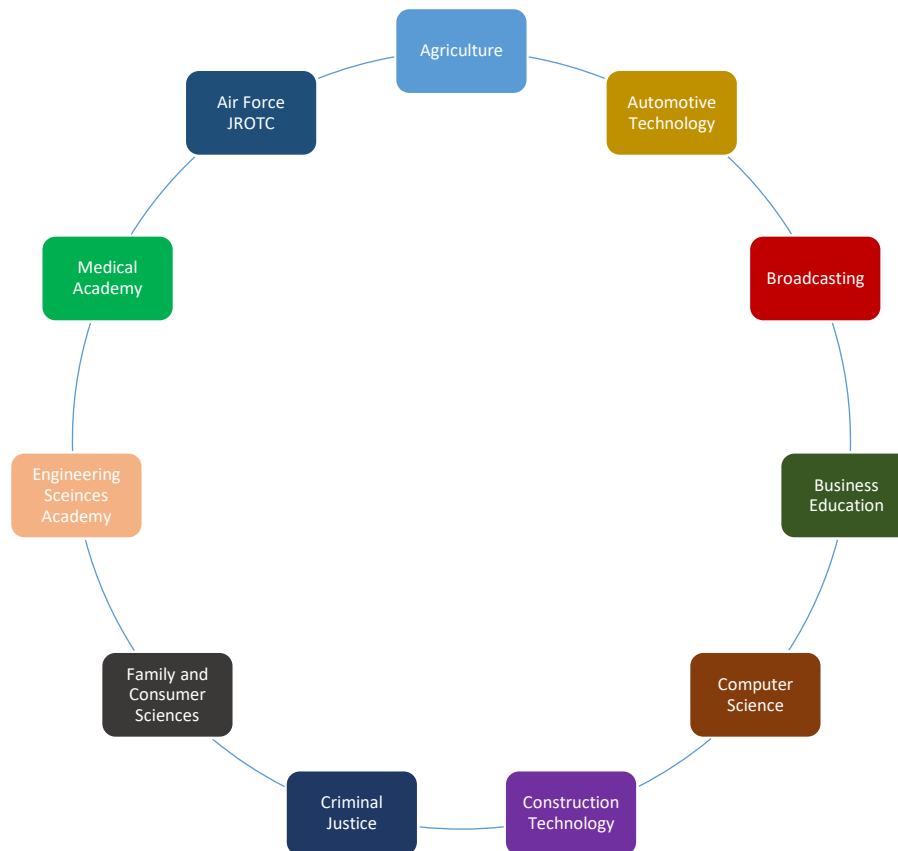 Agriculture
Automotive
Technology
Broadcasting
Business
Education
Computer
Science
Construction
Technology
Criminal
Justice
Family and
Consumer
Sciences
Engineering
Sceinces
Academy
Medical
Academy
Air Force
JROTC